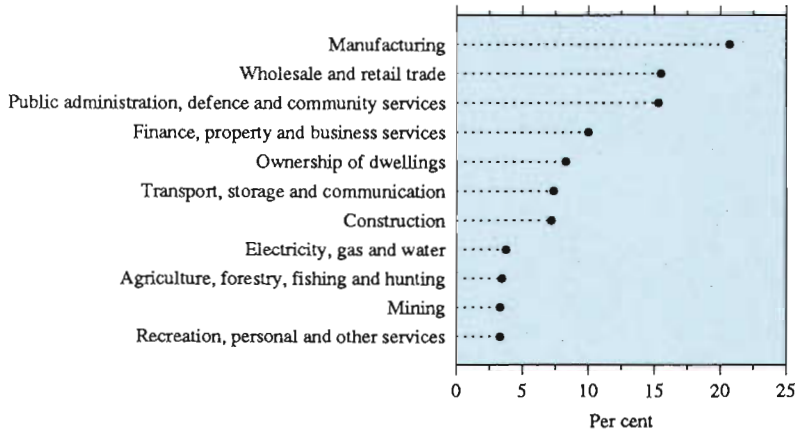 Manufacturing
Wholesale and retail trade
Public administration, defence and community services
Finance, property and business services
Ownership of dwellings
Transport, storage and communication
Construction
Electricity, gas and water
Agriculture, forestry, fishing and hunting
Mining
Recreation, personal and other services
0 5 10 15 20 25
Per cent